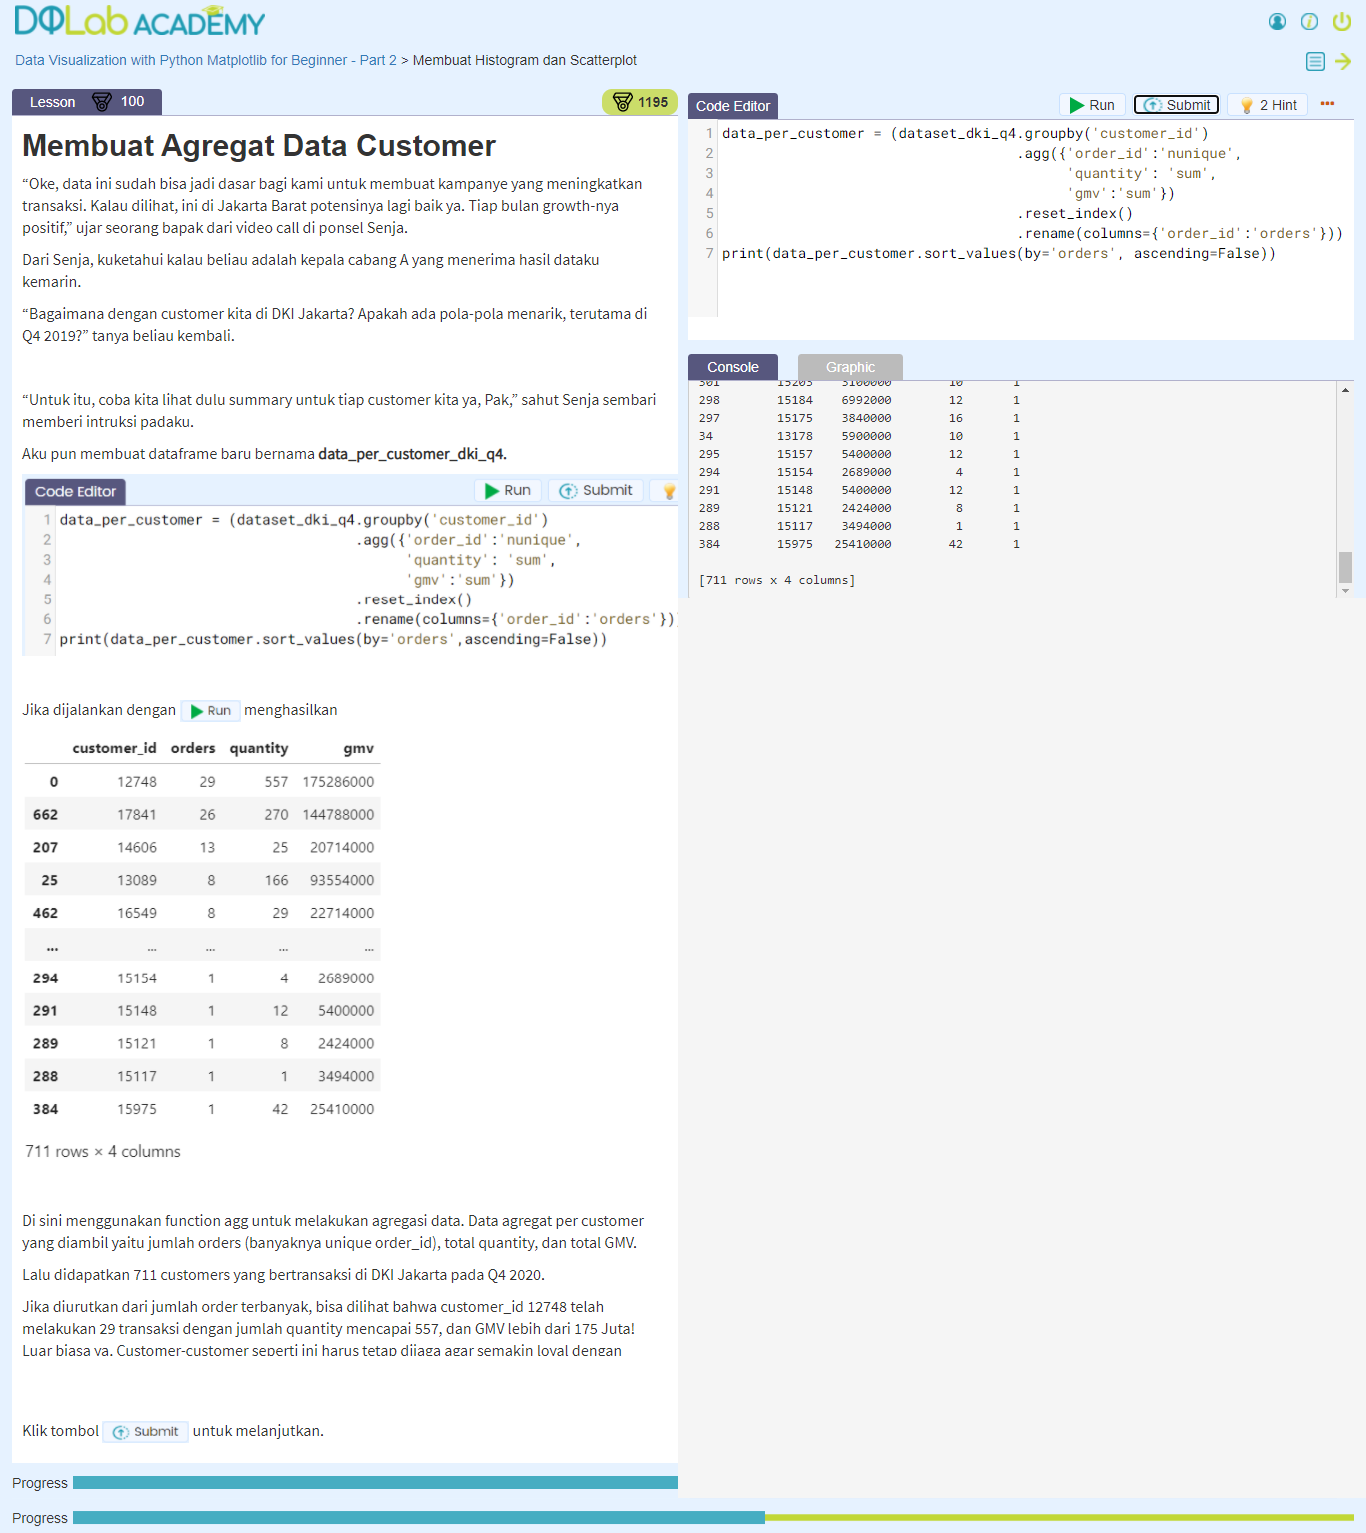 DQLab ACADEMY
Data Visualization with Python Matplotlib for Beginner - Part 2 > Membuat Histogram dan Scatterplot
Lesson 100
1195
Membuat Agregat Data Customer
“Oke, data ini sudah bisa jadi dasar bagi kami untuk membuat kampanye yang meningkatkan
transaksi. Kalau dilihat, ini di Jakarta Barat potensinya lagi baik ya. Tiap bulan growth-nya
positif,” ujar seorang bapak dari video call di ponsel Senja.
Dari Senja, kuketahui kalau beliau adalah kepala cabang A yang menerima hasil dataku
kemarin.
“Bagaimana dengan customer kita di DKI Jakarta? Apakah ada pola-pola menarik, terutama di
Q4 2019?” tanya beliau kembali.
“Untuk itu, coba kita lihat dulu summary untuk tiap customer kita ya, Pak,” sahut Senja sembari
memberi intruksi padaku.
Aku pun membuat dataframe baru bernama data_per_customer_dki_q4.
Code Editor Run Submit
1 data_per_customer = (dataset_dki_q4.groupby('customer_id')
2 .agg({'order_id':'nunique',
3 'quantity': 'sum',
4 'gmv':'sum'})
5 .reset_index()
6 .rename(columns={'order_id':'orders'}))
7 print(data_per_customer.sort_values(by='orders',ascending=False))
Jika dijalankan dengan Run menghasilkan
customer_id orders quantity gmv
0 12748 29 557 175286000
662 17841 26 270 144788000
207 14606 13 25 20714000
25 13089 8 166 93554000
462 16549 8 29 22714000
... ... ... ... ...
294 15154 1 4 2689000
291 15148 1 12 5400000
289 15121 1 8 2424000
288 15117 1 1 3494000
384 15975 1 42 25410000
711 rows × 4 columns
Di sini menggunakan function agg untuk melakukan agregasi data. Data agregat per customer
yang diambil yaitu jumlah orders (banyaknya unique order_id), total quantity, dan total GMV.
Lalu didapatkan 711 customers yang bertransaksi di DKI Jakarta pada Q4 2020.
Jika diurutkan dari jumlah order terbanyak, bisa dilihat bahwa customer_id 12748 telah
melakukan 29 transaksi dengan jumlah quantity mencapai 557, dan GMV lebih dari 175 Juta!
Luar biasa ya. Customer-customer seperti ini harus tetap dijaga agar semakin loyal dengan
Klik tombol Submit untuk melanjutkan.
Progress
Progress
Code Editor Run Submit 2 Hint
1 data_per_customer = (dataset_dki_q4.groupby('customer_id')
2 .agg({'order_id':'nunique',
3 'quantity': 'sum',
4 'gmv':'sum'})
5 .reset_index()
6 .rename(columns={'order_id':'orders'}))
7 print(data_per_customer.sort_values(by='orders', ascending=False))
Console Graphic
301 15203 3100000 10 1
298 15184 6992000 12 1
297 15175 3840000 16 1
34 13178 5900000 10 1
295 15157 5400000 12 1
294 15154 2689000 4 1
291 15148 5400000 12 1
289 15121 2424000 8 1
288 15117 3494000 1 1
384 15975 25410000 42 1
[711 rows x 4 columns]